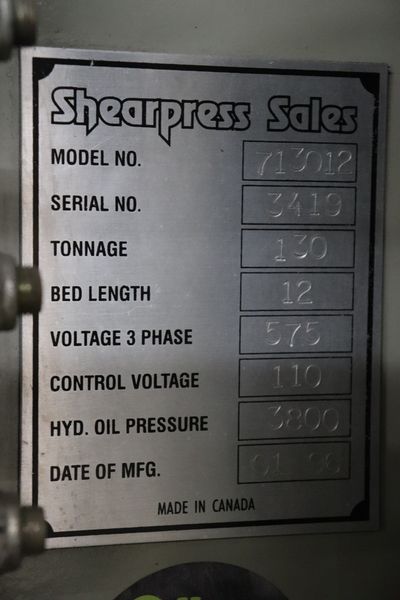 Shearpress Sales
MODEL NO. 713012
SERIAL NO. 3419
TONNAGE 130
BED LENGTH 12
VOLTAGE 3 PHASE 575
CONTROL VOLTAGE 110
HYD. OIL PRESSURE 3800
DATE OF MFG. 01
MADE IN CANADA